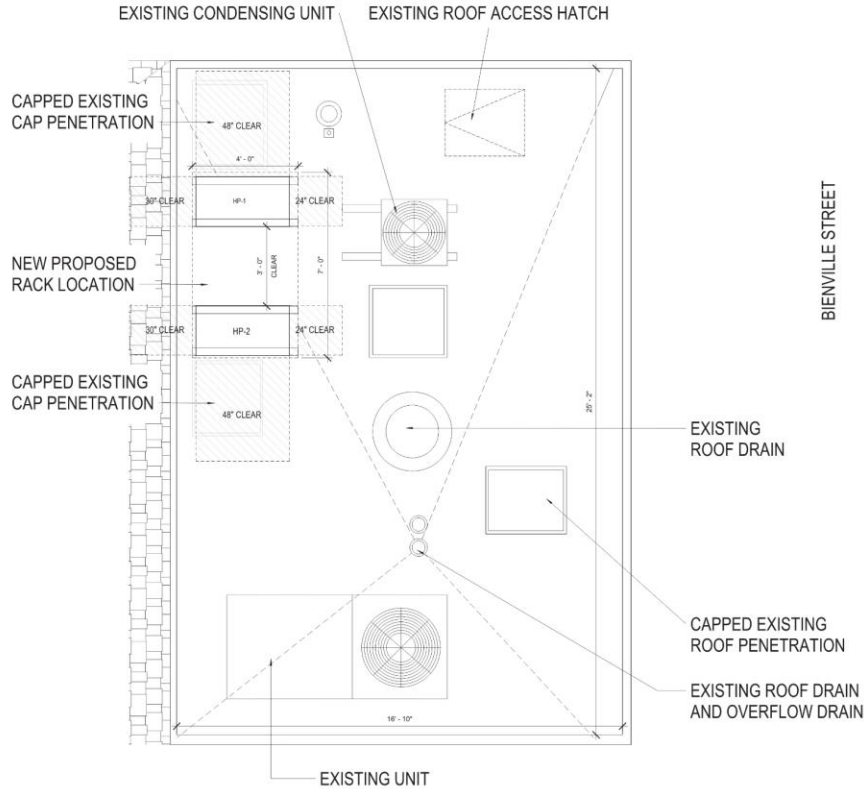 EXISTING CONDENSING UNIT
EXISTING ROOF ACCESS HATCH
CAPPED EXISTING
CAP PENETRATION
48" CLEAR
4' - 0"
30" CLEAR
HP-1
24" CLEAR
BIENVILLE STREET
NEW PROPOSED
RACK LOCATION
3' - 0"
CLEAR
7' - 0"
30" CLEAR
HP-2
24" CLEAR
CAPPED EXISTING
CAP PENETRATION
48" CLEAR
25' - 2"
EXISTING
ROOF DRAIN
CAPPED EXISTING
ROOF PENETRATION
EXISTING ROOF DRAIN
AND OVERFLOW DRAIN
16' - 10"
EXISTING UNIT